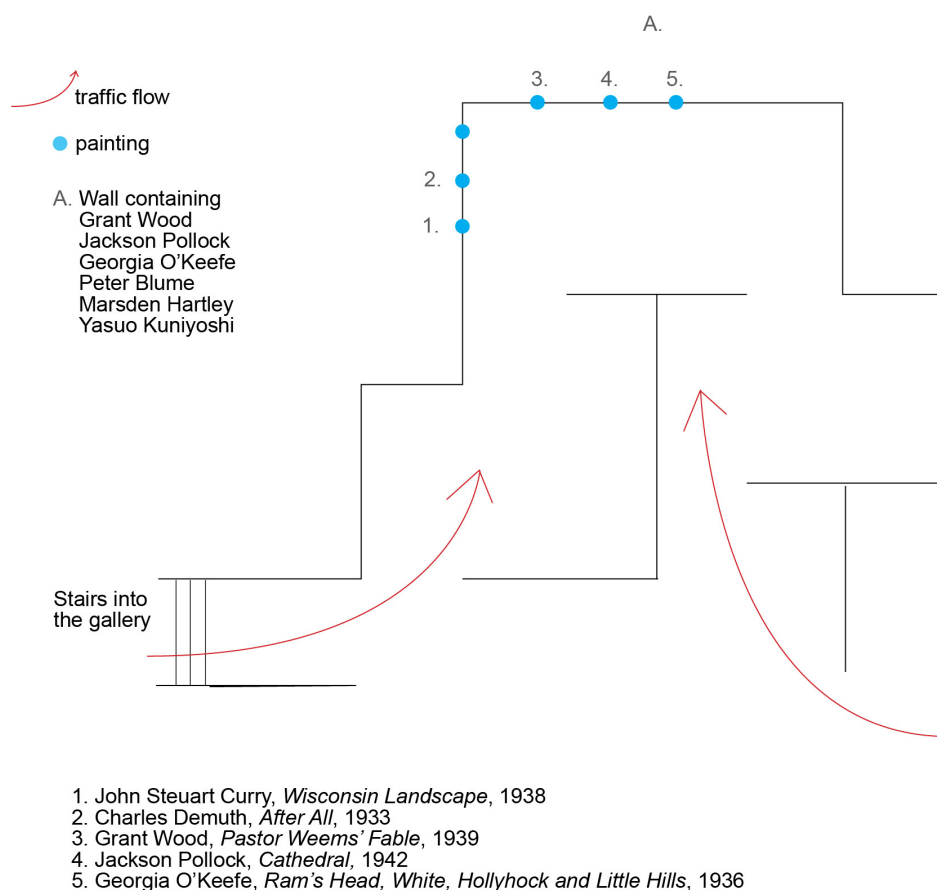 A.
3. 4. 5.
traffic flow
painting
2.
A. Wall containing
Grant Wood
1.
Jackson Pollock
Georgia O'Keefe
Peter Blume
Marsden Hartley
Yasuo Kuniyoshi
Stairs into
the gallery
1. John Steuart Curry, Wisconsin Landscape, 1938
2. Charles Demuth, After All, 1933
3. Grant Wood, Pastor Weems' Fable, 1939
4. Jackson Pollock, Cathedral, 1942
5. Georgia O'Keefe, Ram's Head, White, Hollyhock and Little Hills, 1936